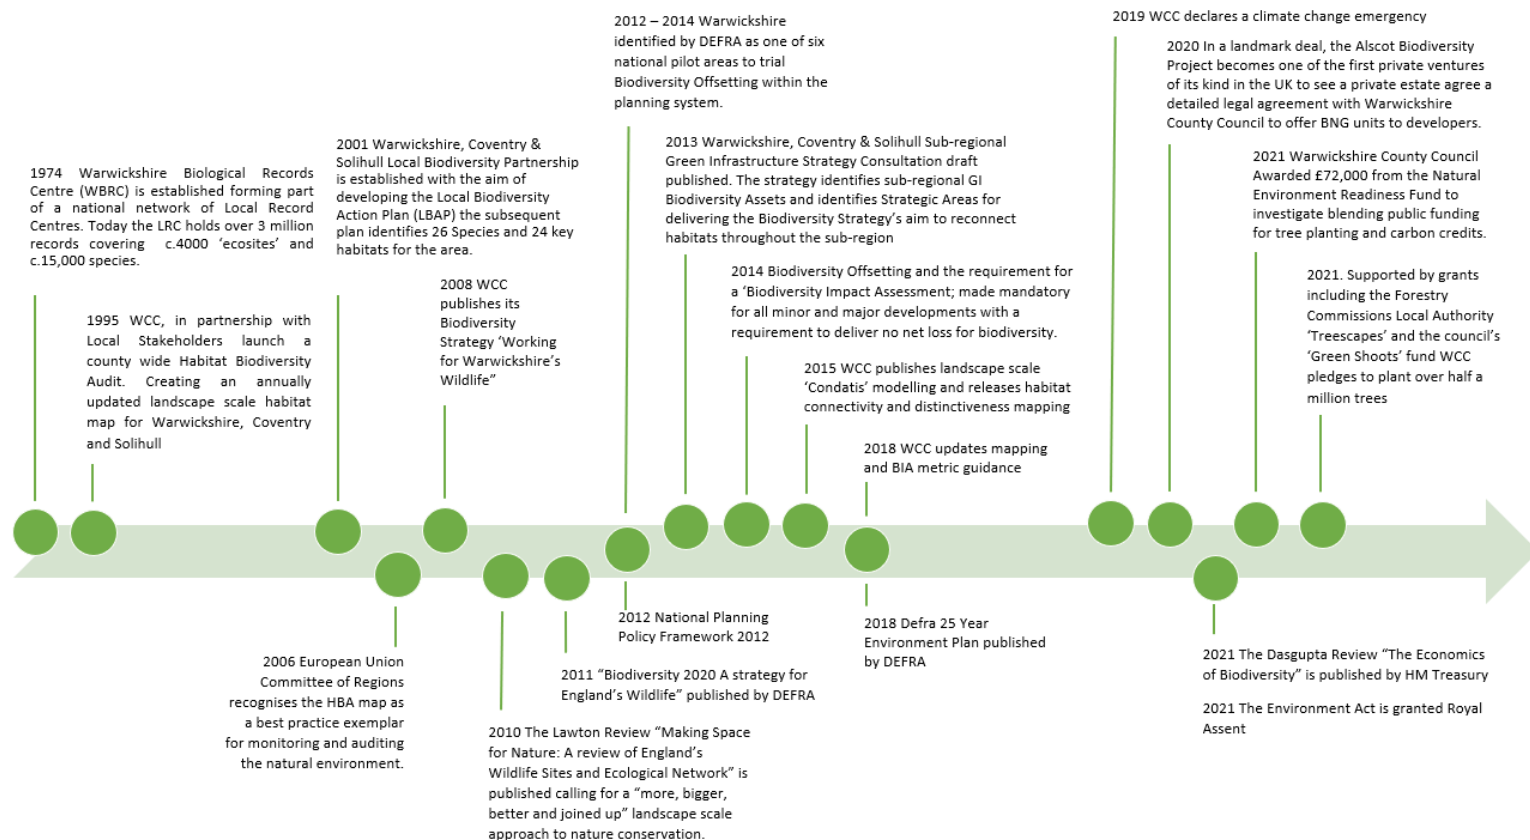 1974 Warwickshire Biological Records
Centre (WBRC) is established forming part
of a national network of Local Record
Centres. Today the LRC holds over 3 million
records covering c.4000 ‘ecosites’ and
c.15,000 species.
1995 WCC, in partnership with
Local Stakeholders launch a
county wide Habitat Biodiversity
Audit. Creating an annually
updated landscape scale habitat
map for Warwickshire, Coventry
and Solihull
2001 Warwickshire, Coventry &
Solihull Local Biodiversity Partnership
is established with the aim of
developing the Local Biodiversity
Action Plan (LBAP) the subsequent
plan identifies 26 Species and 24 key
habitats for the area.
2006 European Union
Committee of Regions
recognises the HBA map as
a best practice exemplar
for monitoring and auditing
the natural environment.
2008 WCC
publishes its
Biodiversity
Strategy ‘Working
for Warwickshire’s
Wildlife”
2010 The Lawton Review “Making Space
for Nature: A review of England’s
Wildlife Sites and Ecological Network” is
published calling for a “more, bigger,
better and joined up” landscape scale
approach to nature conservation.
2011 “Biodiversity 2020 A strategy for
England’s Wildlife” published by DEFRA
2012 – 2014 Warwickshire
identified by DEFRA as one of six
national pilot areas to trial
Biodiversity Offsetting within the
planning system.
2012 National Planning
Policy Framework 2012
2013 Warwickshire, Coventry & Solihull Sub-regional
Green Infrastructure Strategy Consultation draft
published. The strategy identifies sub-regional GI
Biodiversity Assets and identifies Strategic Areas for
delivering the Biodiversity Strategy’s aim to reconnect
habitats throughout the sub-region
2014 Biodiversity Offsetting and the requirement for
a ‘Biodiversity Impact Assessment; made mandatory
for all minor and major developments with a
requirement to deliver no net loss for biodiversity.
2015 WCC publishes landscape scale
‘Condatis’ modelling and releases habitat
connectivity and distinctiveness mapping
2018 WCC updates mapping
and BIA metric guidance
2018 Defra 25 Year
Environment Plan published
by DEFRA
2019 WCC declares a climate change emergency
2020 In a landmark deal, the Alscot Biodiversity
Project becomes one of the first private ventures
of its kind in the UK to see a private estate agree a
detailed legal agreement with Warwickshire
County Council to offer BNG units to developers.
2021 The Dasgupta Review “The Economics
of Biodiversity” is published by HM Treasury
2021 The Environment Act is granted Royal
Assent
2021 Warwickshire County Council
Awarded £72,000 from the Natural
Environment Readiness Fund to
investigate blending public funding
for tree planting and carbon credits.
2021. Supported by grants
including the Forestry
Commissions Local Authority
‘Treescapes’ and the council’s
‘Green Shoots’ fund WCC
pledges to plant over half a
million trees